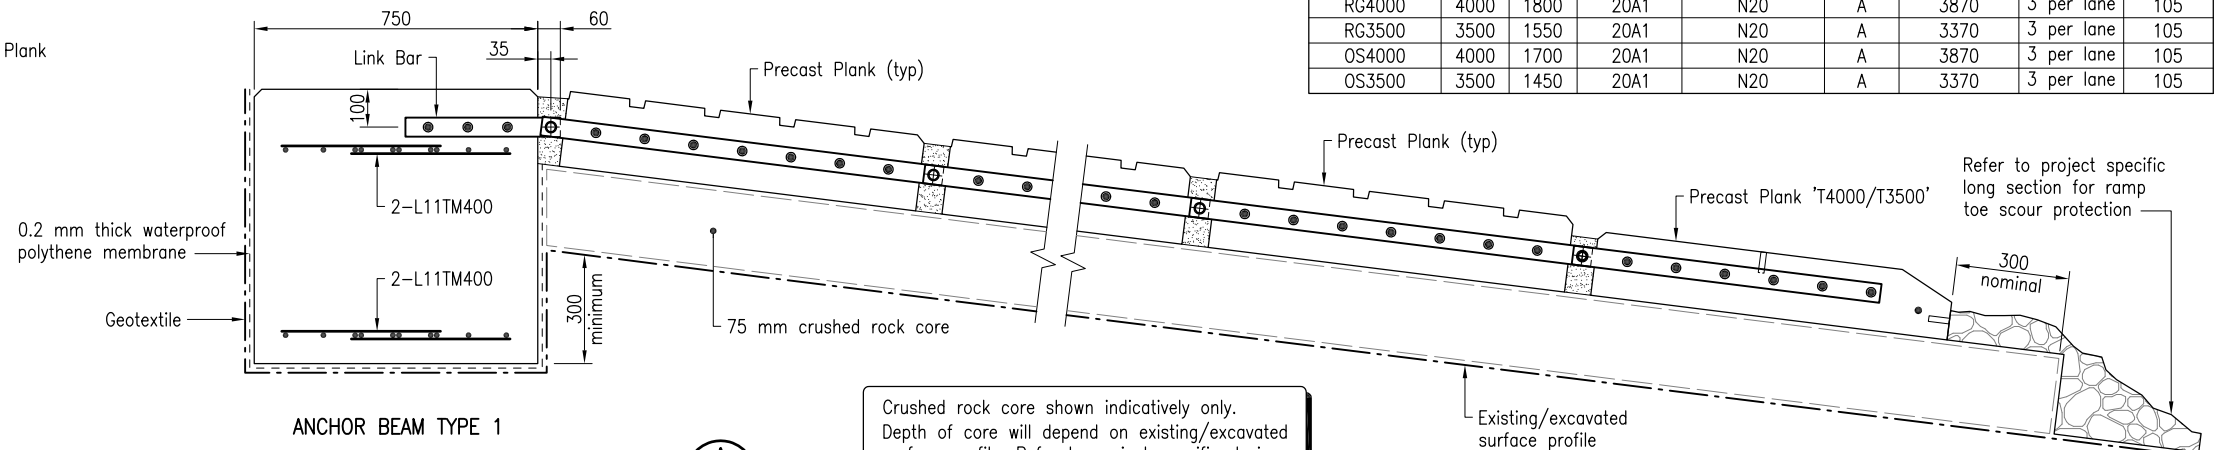 Plank
750
60
35
Link Bar
100
Precast Plank (typ)
RG4000 4000 1800 20A1 N20 A 3870 3 per lane 105
RG3500 3500 1550 20A1 N20 A 3370 3 per lane 105
OS4000 4000 1700 20A1 N20 A 3870 3 per lane 105
OS3500 3500 1450 20A1 N20 A 3370 3 per lane 105
Precast Plank (typ)
Precast Plank 'T4000/T3500'
Refer to project specific
long section for ramp
toe scour protection
2-L11TM400
0.2 mm thick waterproof
polythene membrane
2-L11TM400
Geotextile
300
minimum
75 mm crushed rock core
300
nominal
ANCHOR BEAM TYPE 1
Crushed rock core shown indicatively only.
Depth of core will depend on existing/excavated
Existing/excavated
surface profile